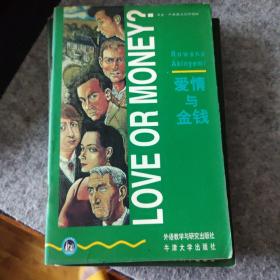 LOVE OR MONEY?
Rowena
Akinyemi
爱情
与
金钱
外语教学与研究出版社
牛津大学出版社